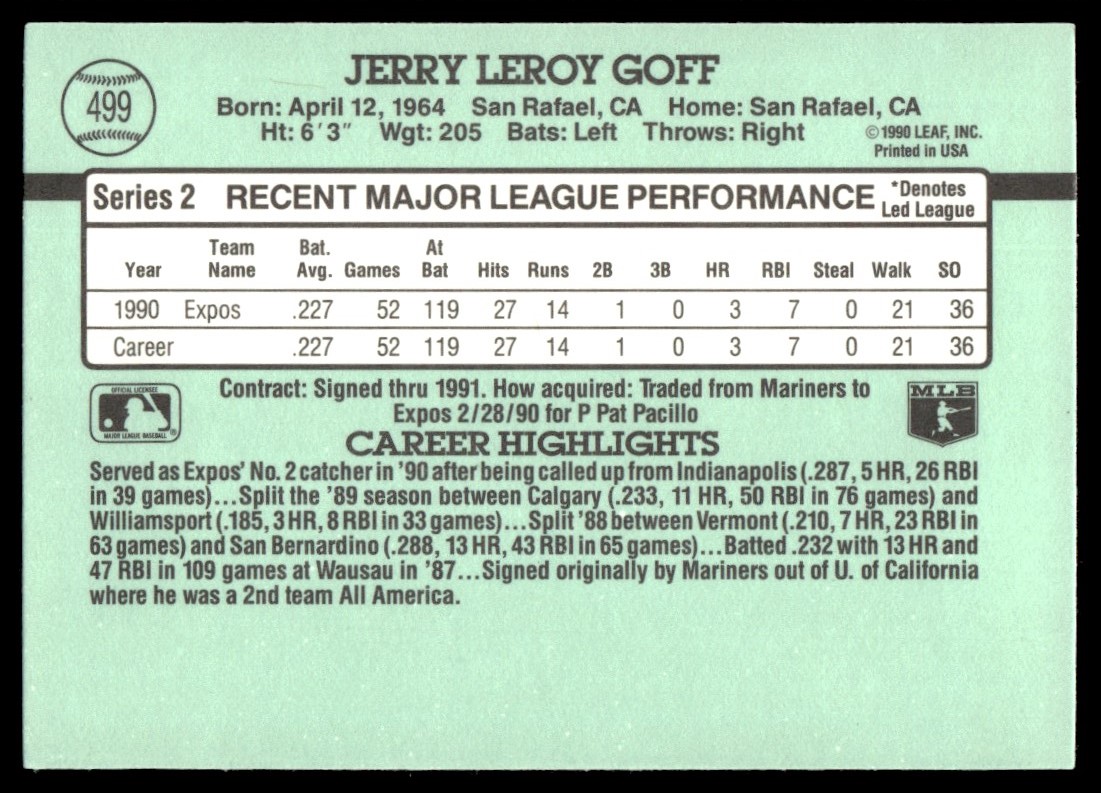 499
JERRY LEROY GOFF
Born: April 12, 1964 San Rafael, CA Home: San Rafael, CA
Ht: 6'3" Wgt: 205 Bats: Left Throws: Right
©1990 LEAF, INC.
Printed in USA
Series 2 RECENT MAJOR LEAGUE PERFORMANCE
*Denotes
Led League
Year Team Name Bat. Avg. Games At Bat Hits Runs 2B 3B HR RBI Steal Walk SO
1990 Expos .227 52 119 27 14 1 0 3 7 0 21 36
Career .227 52 119 27 14 1 0 3 7 0 21 36
OFFICIAL LICENSEE
MAJOR LEAGUE BASEBALL ®
Contract: Signed thru 1991. How acquired: Traded from Mariners to
Expos 2/28/90 for P Pat Pacillo
MLB
CAREER HIGHLIGHTS
Served as Expos' No. 2 catcher in '90 after being called up from Indianapolis (.287, 5 HR, 26 RBI
in 39 games)...Split the '89 season between Calgary (.233, 11 HR, 50 RBI in 76 games) and
Williamsport (.185, 3 HR, 8 RBI in 33 games)...Split '88 between Vermont (.210, 7 HR, 23 RBI in
63 games) and San Bernardino (.288, 13 HR, 43 RBI in 65 games)...Batted .232 with 13 HR and
47 RBI in 109 games at Wausau in '87...Signed originally by Mariners out of U. of California
where he was a 2nd team All America.